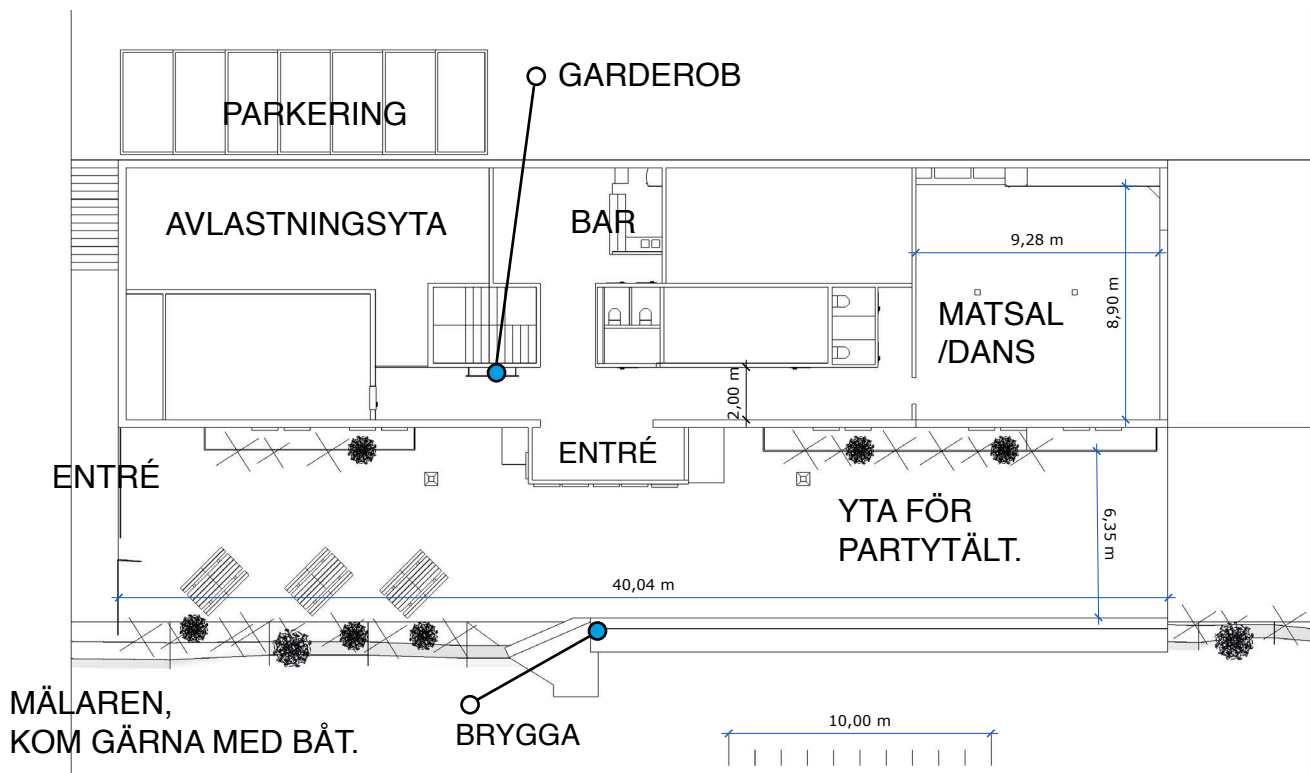 GARDEROB
PARKERING
AVLASTNINGSYTA
BAR
9,28 m
8,90 m
MATSAL
/DANS
2,00 m
ENTRÉ
ENTRÉ
YTA FÖR
PARTYTÄLT.
6,35 m
40,04 m
MÄLAREN,
KOM GÄRNA MED BÅT.
BRYGGA
10,00 m